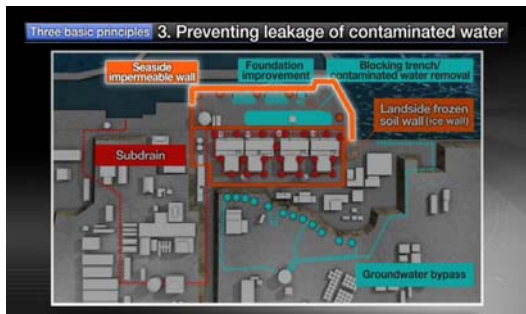 Three basic principles
3. Preventing leakage of contaminated water
Seaside
impermeable wall
Foundation
improvement
Blocking trench/
contaminated water removal
Landside frozen
soil wall (ice wall)
Subdrain
Groundwater bypass